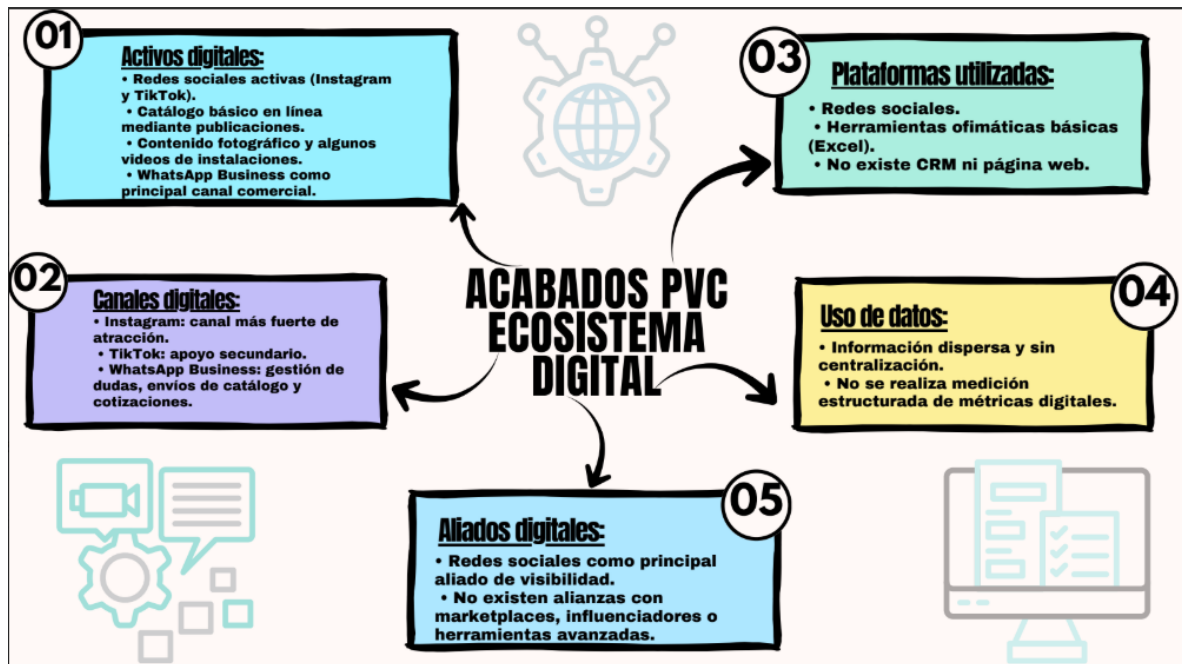 01
Activos digitales:
• Redes sociales activas (Instagram
y TikTok).
• Catálogo básico en línea
mediante publicaciones.
• Contenido fotográfico y algunos
videos de instalaciones.
• WhatsApp Business como
principal canal comercial.
02
Canales digitales:
• Instagram: canal más fuerte de
atracción.
• TikTok: apoyo secundario.
• WhatsApp Business: gestión de
dudas, envíos de catálogo y
cotizaciones.
ACABADOS PVC
ECOSISTEMA
DIGITAL
03
Plataformas utilizadas:
• Redes sociales.
• Herramientas ofimáticas básicas
(Excel).
• No existe CRM ni página web.
04
Uso de datos:
• Información dispersa y sin
centralización.
• No se realiza medición
estructurada de métricas digitales.
05
Aliados digitales:
• Redes sociales como principal
aliado de visibilidad.
• No existen alianzas con
marketplaces, influenciadores o
herramientas avanzadas.